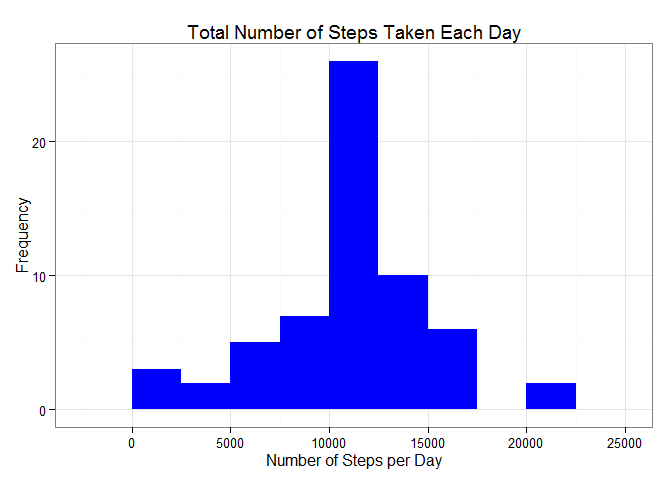 Total Number of Steps Taken Each Day
Frequency
20
10
0
0 5000 10000 15000 20000 25000
Number of Steps per Day